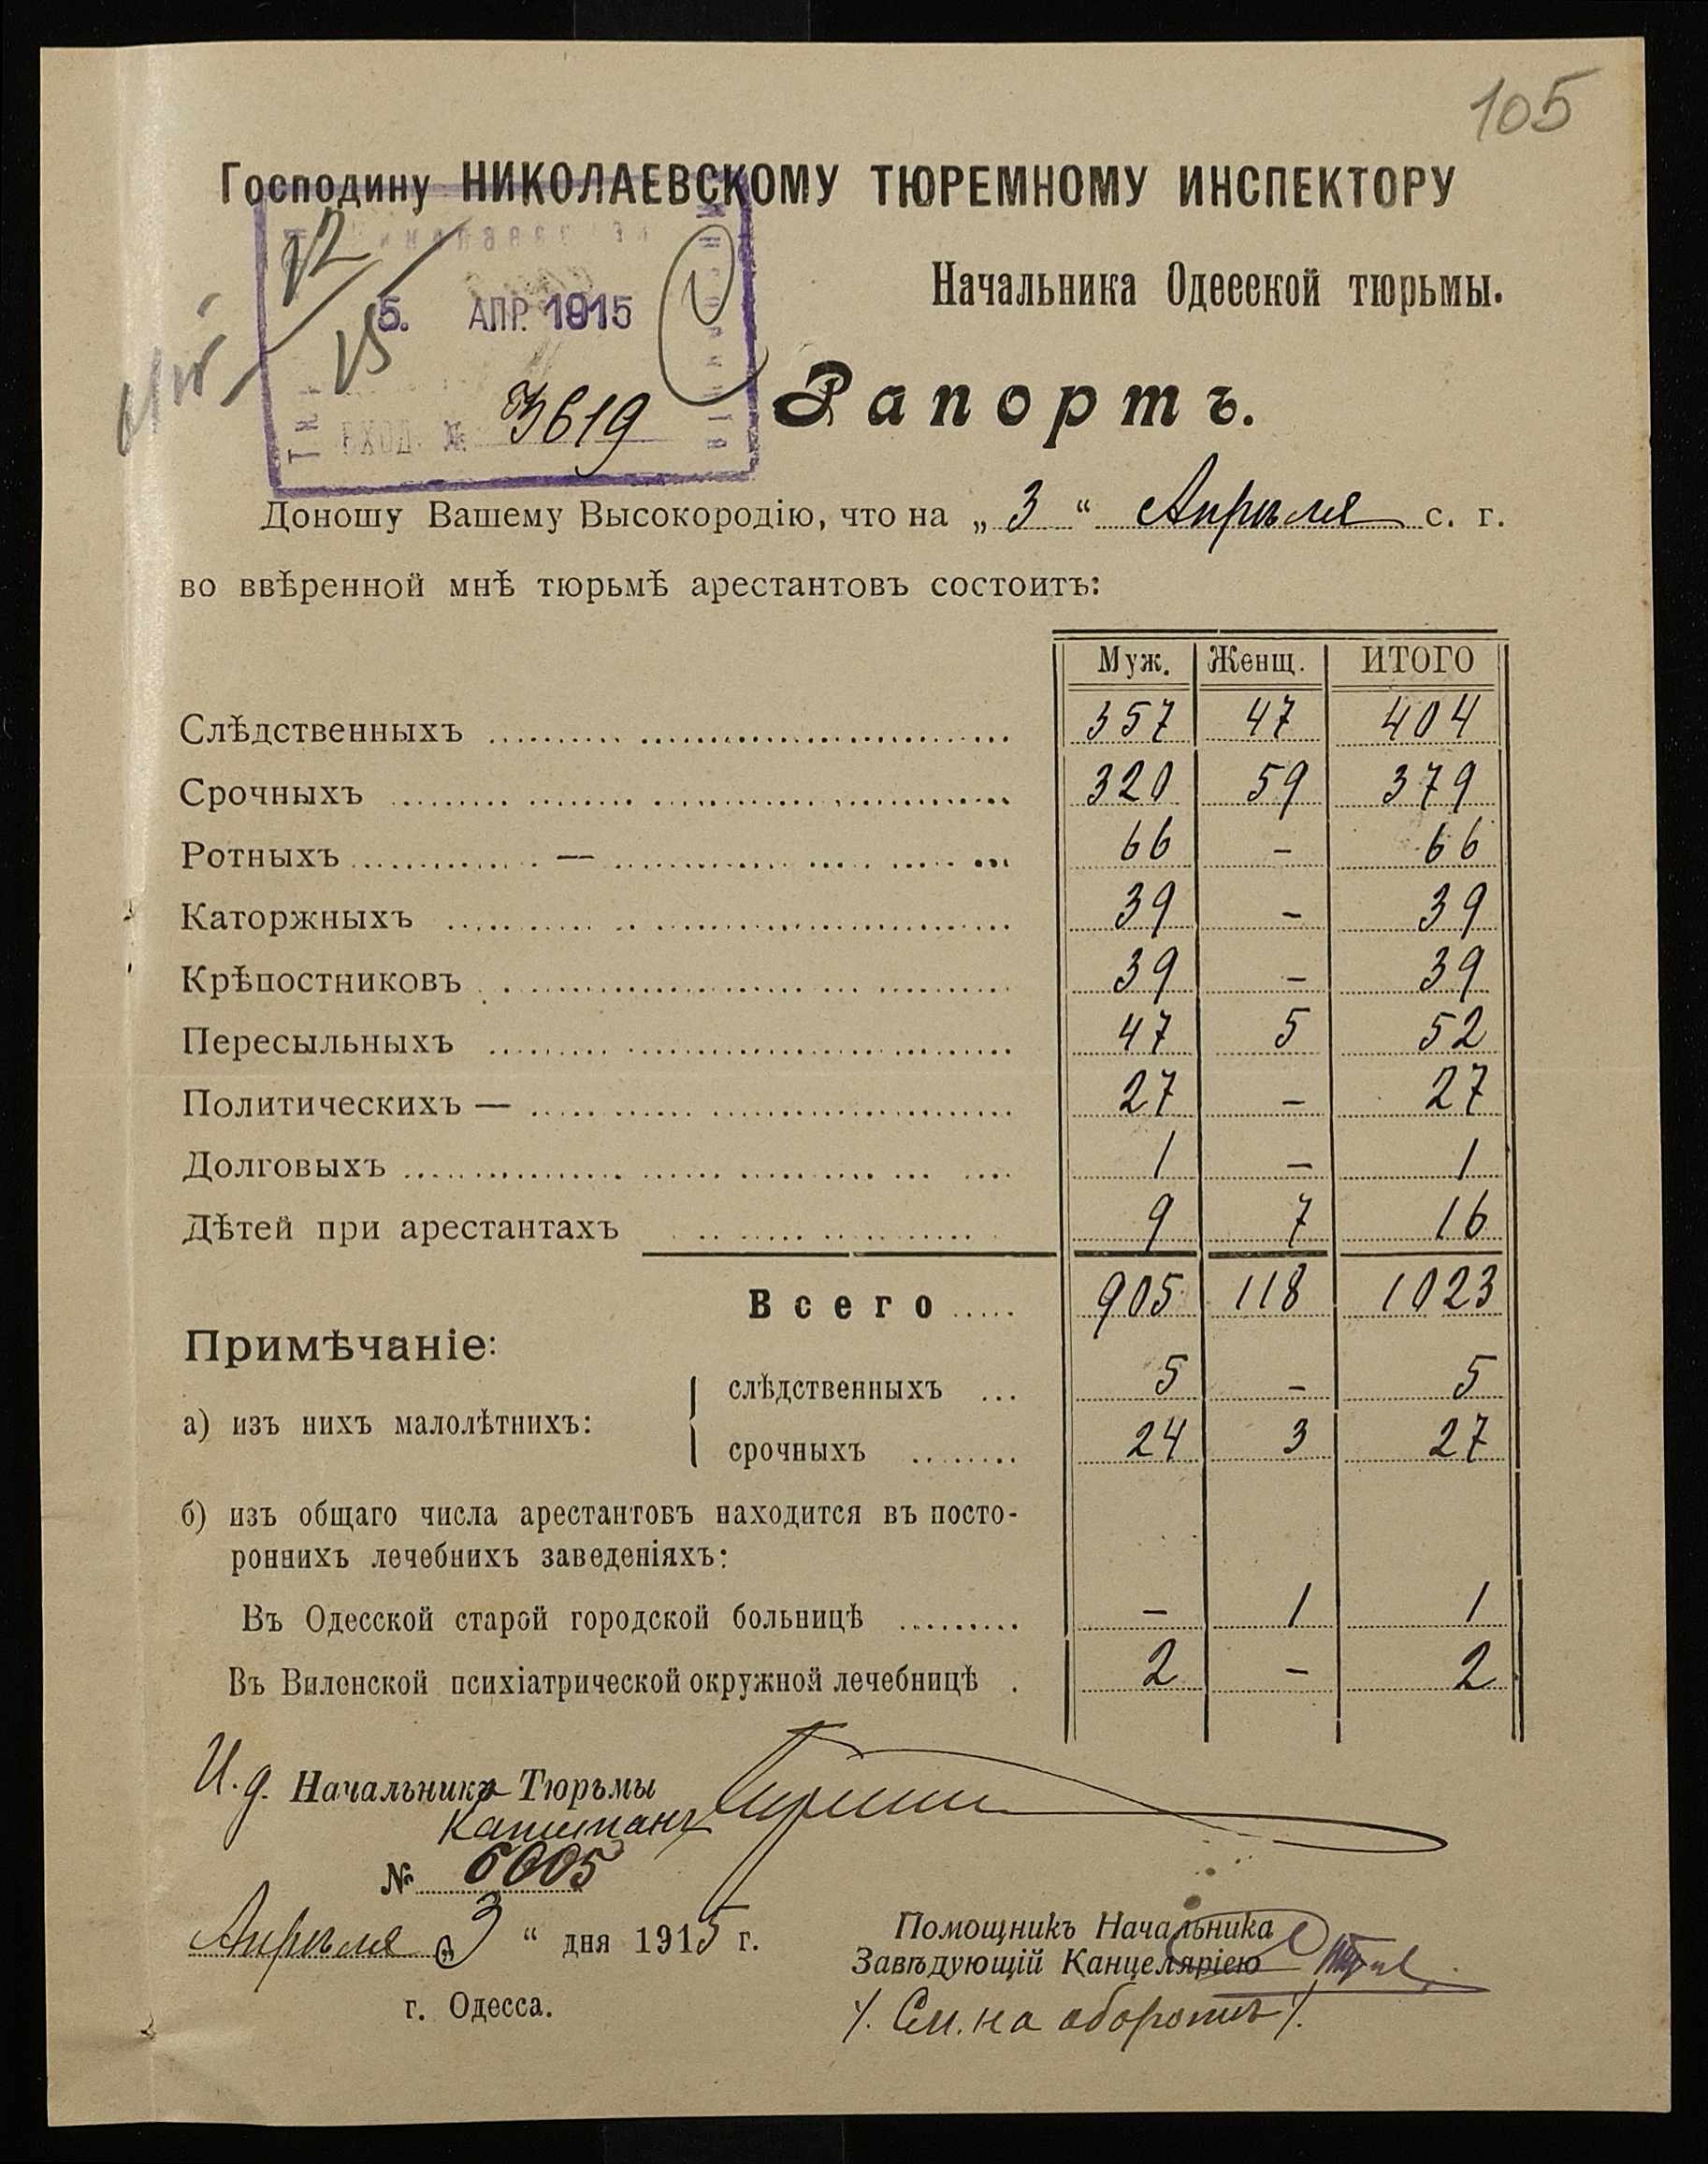 105
Господину НИКОЛАЕВСКОМУ ТЮРЕМНОМУ ИНСПЕКТОРУ
Начальника Одесской тюрьмы.
5. АПР. 1915
ВХОД. № 3619
Рапортъ.
Доношу Вашему Высокородію, что на „3“ Апрѣля с. г.
во ввѣренной мнѣ тюрьмѣ арестантовъ состоитъ:
Муж. Женщ. ИТОГО
Слѣдственныхъ 357 47 404
Срочныхъ 320 59 379
Ротныхъ — 66 - 66
Каторжныхъ 39 - 39
Крѣпостниковъ 39 - 39
Пересыльныхъ 47 5 52
Политическихъ — 27 - 27
Долговыхъ 1 - 1
Дѣтей при арестантахъ 9 7 16
Всего 905 118 1023
Примѣчаніе:
а) изъ нихъ малолѣтнихъ:
слѣдственныхъ 5 - 5
срочныхъ 24 3 27
б) изъ общаго числа арестантовъ находится въ посто-
роннихъ лечебнихъ заведеніяхъ:
Въ Одесской старой городской больницѣ - 1 1
Въ Виленской психіатрической окружной лечебницѣ 2 - 2
И. д. Начальника Тюрьмы
Капитанъ
№ 6005
Апрѣля „3“ дня 1915 г.
г. Одесса.
Помощникъ Начальника
Завѣдующій Канцеляріею
/. См. на оборотѣ /.